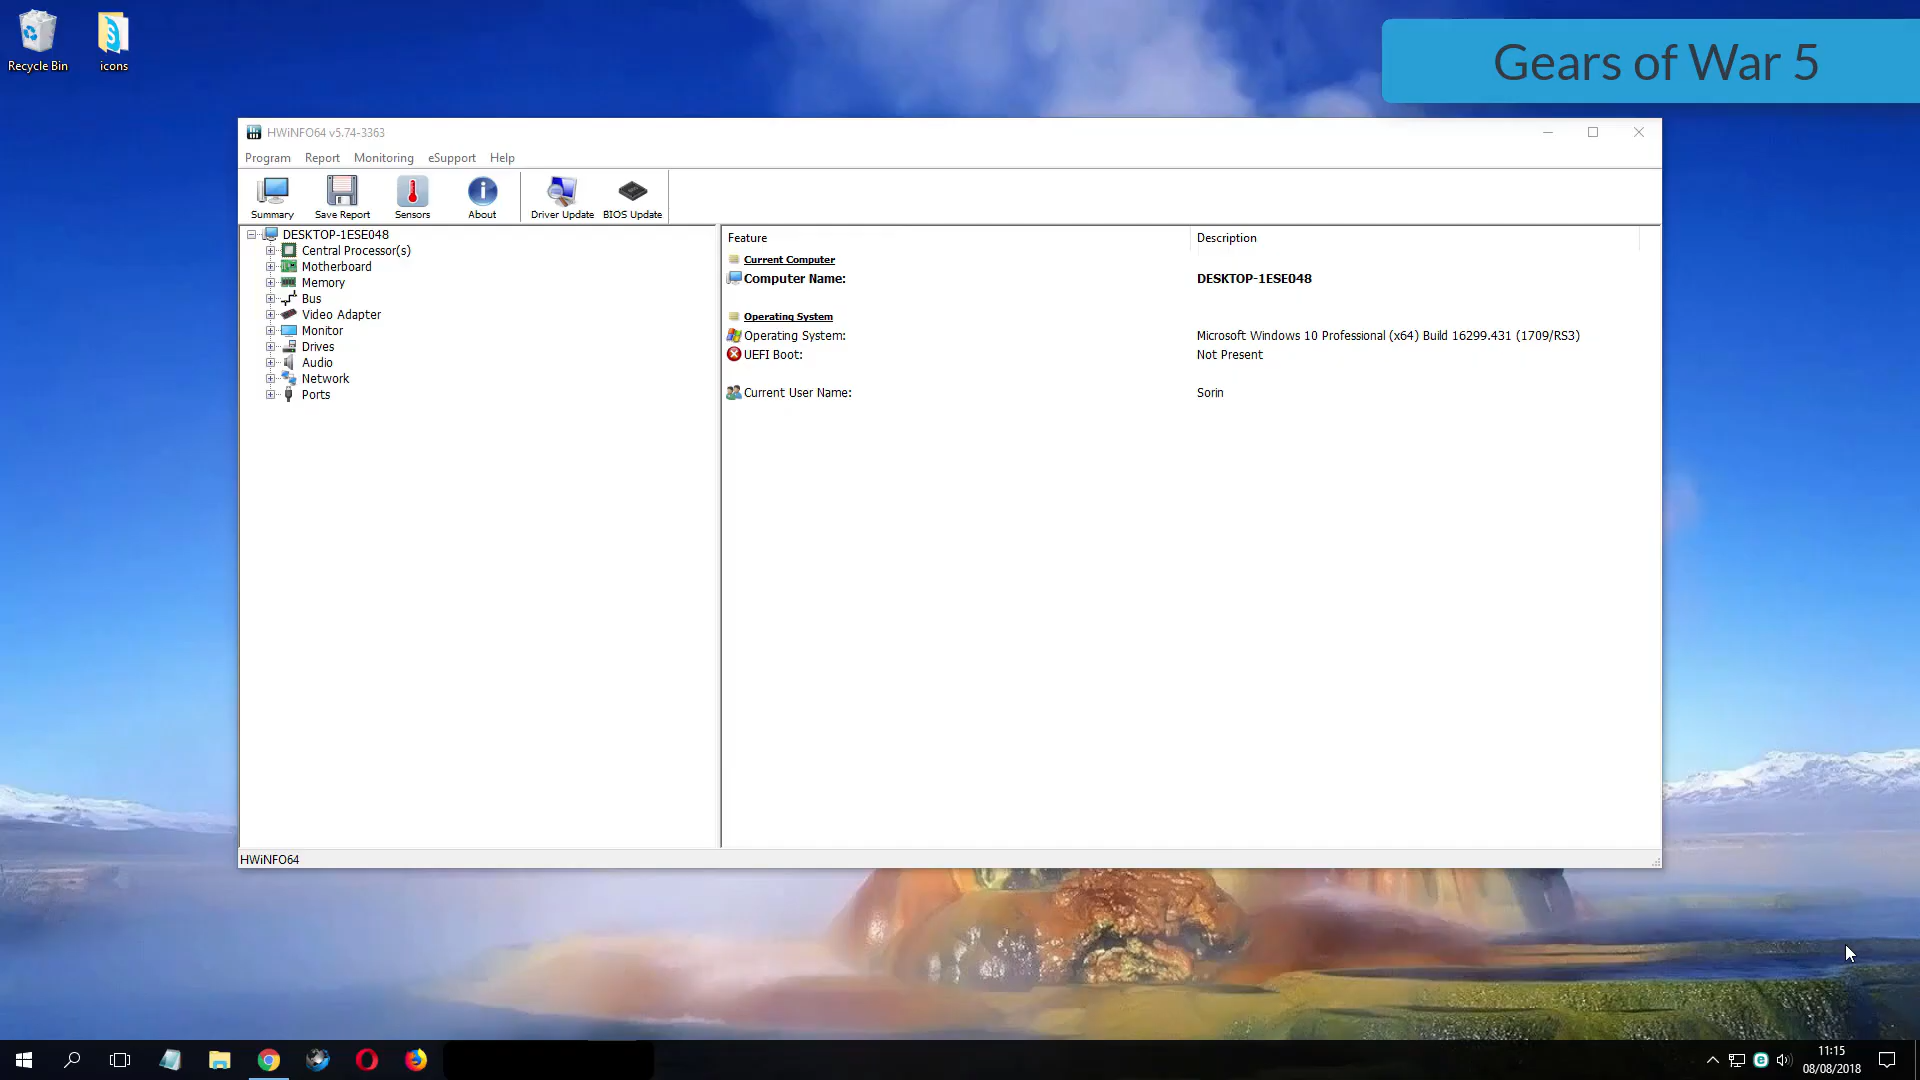 Recycle Bin
icons
Gears of War 5
HWiNFO64 v5.74-3363
Program Report Monitoring eSupport Help
Summary Save Report Sensors About Driver Update BIOS Update
DESKTOP-1ESE048
Central Processor(s)
Motherboard
Memory
Bus
Video Adapter
Monitor
Drives
Audio
Network
Ports
Feature Description
Current Computer
Computer Name: DESKTOP-1ESE048
Operating System
Operating System: Microsoft Windows 10 Professional (x64) Build 16299.431 (1709/RS3)
UEFI Boot: Not Present
Current User Name: Sorin
HWiNFO64
11:15
08/08/2018